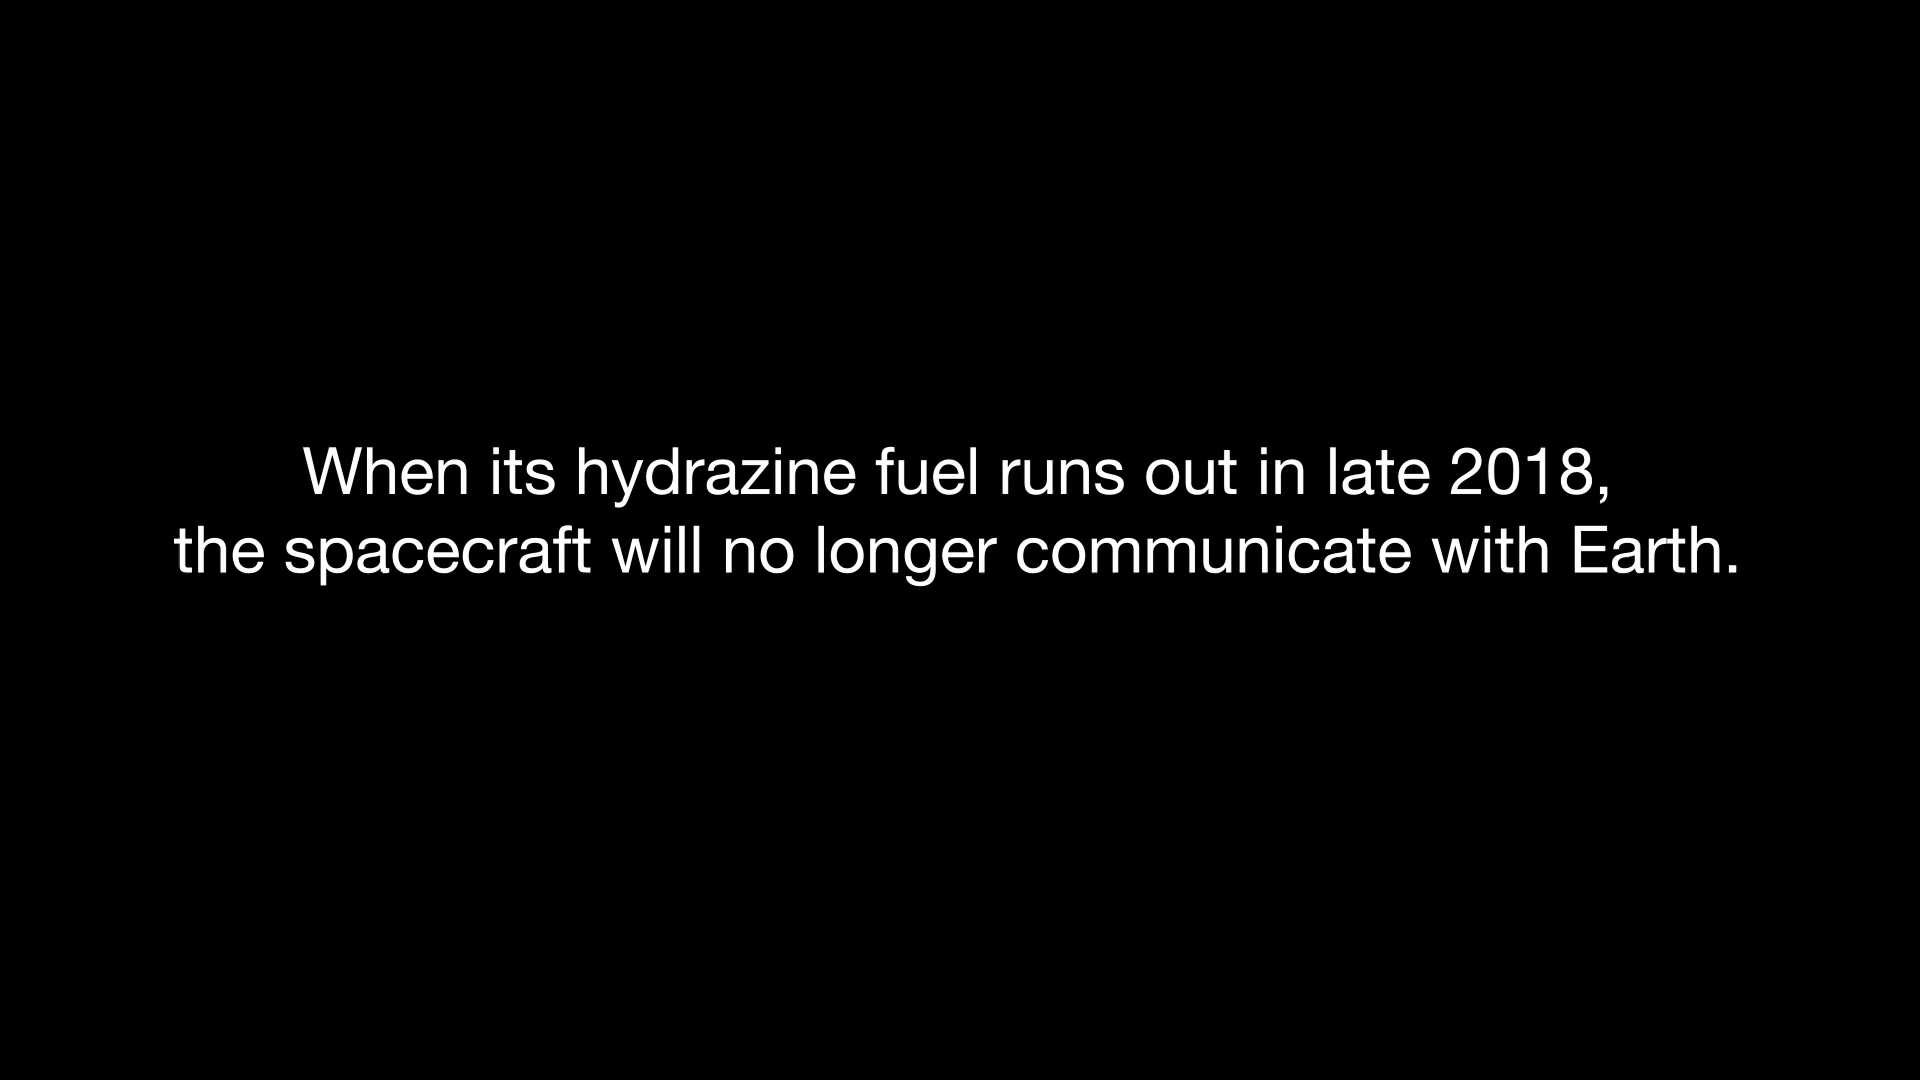 When its hydrazine fuel runs out in late 2018,
the spacecraft will no longer communicate with Earth.